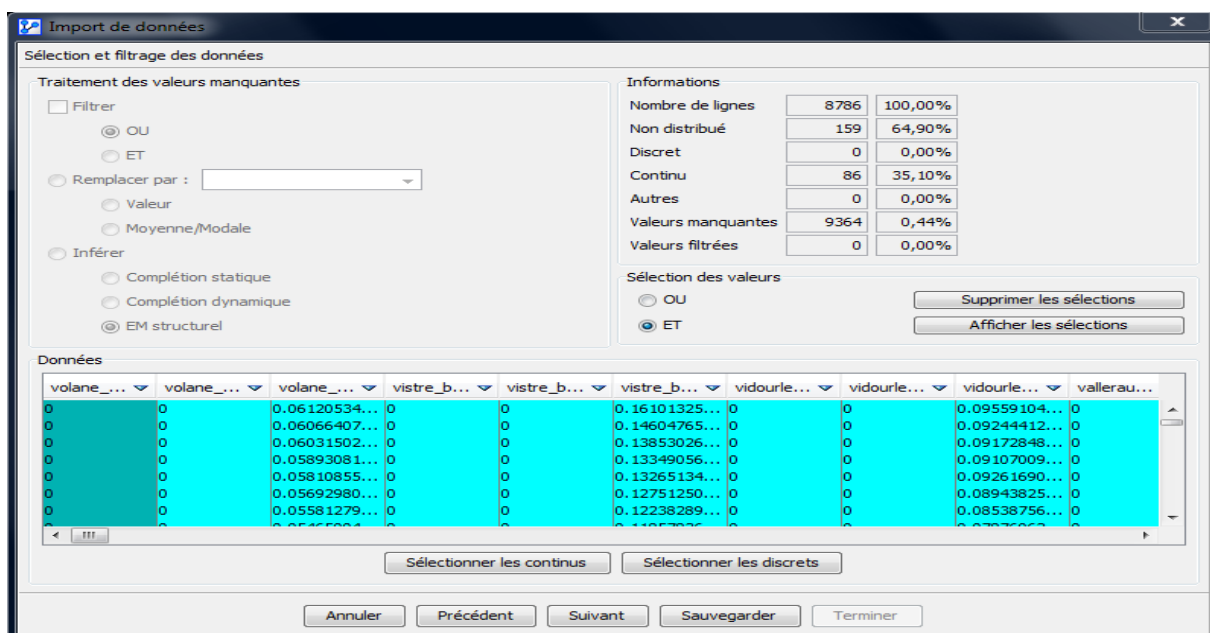 Import de données
Sélection et filtrage des données
Traitement des valeurs manquantes
Filtrer
OU
ET
Remplacer par :
Valeur
Moyenne/Modale
Inférer
Complétion statique
Complétion dynamique
EM structurel
Informations
Nombre de lignes 8786 100,00%
Non distribué 159 64,90%
Discret 0 0,00%
Continu 86 35,10%
Autres 0 0,00%
Valeurs manquantes 9364 0,44%
Valeurs filtrées 0 0,00%
Sélection des valeurs
OU Supprimer les sélections
ET Afficher les sélections
Données
volane_... volane_... volane_... vistre_b... vistre_b... vistre_b... vidourle... vidourle... vidourle... vallerau...
0 0 0.06120534... 0 0 0.16101325... 0 0 0.09559104... 0
0 0 0.06066407... 0 0 0.14604765... 0 0 0.09244412... 0
0 0 0.06031502... 0 0 0.13853026... 0 0 0.09172848... 0
0 0 0.05893081... 0 0 0.13349056... 0 0 0.09107009... 0
0 0 0.05810855... 0 0 0.13265134... 0 0 0.09261690... 0
0 0 0.05692980... 0 0 0.12751250... 0 0 0.08943825... 0
0 0 0.05581279... 0 0 0.12238289... 0 0 0.08538756... 0
Sélectionner les continus Sélectionner les discrets
Annuler Précédent Suivant Sauvegarder Terminer